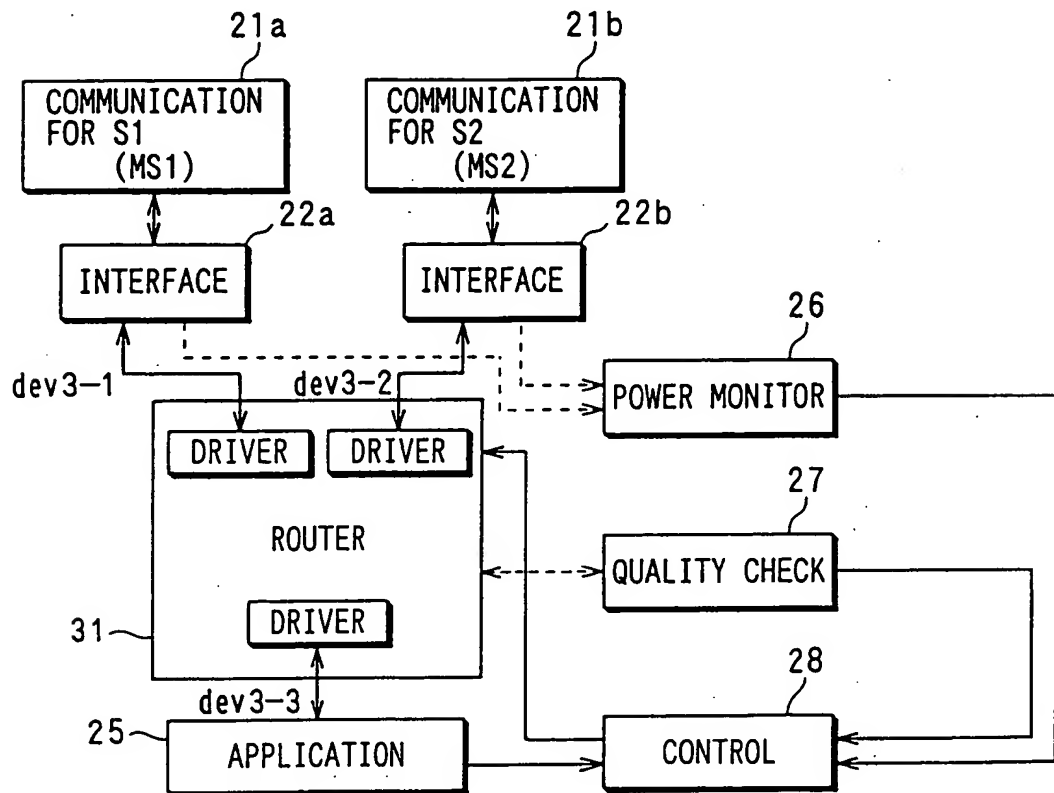 21a
21b
COMMUNICATION
FOR S1
(MS1)
COMMUNICATION
FOR S2
(MS2)
22a
22b
INTERFACE
INTERFACE
26
dev3-1
dev3-2
POWER MONITOR
DRIVER
DRIVER
27
ROUTER
QUALITY CHECK
DRIVER
31
28
dev3-3
25
APPLICATION
CONTROL